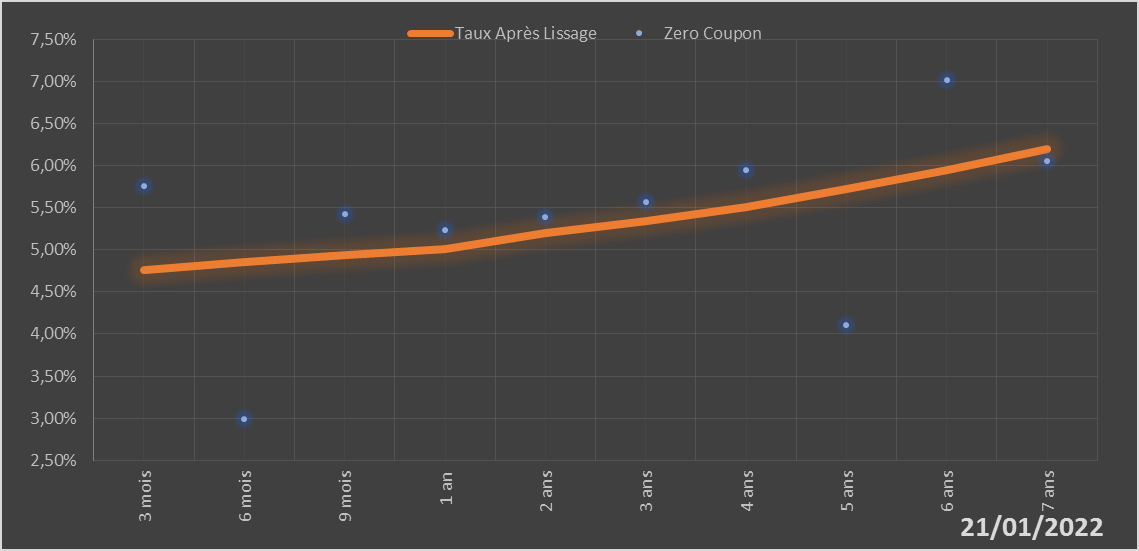 Taux Après Lissage Zero Coupon
7,50%
7,00%
6,50%
6,00%
5,50%
5,00%
4,50%
4,00%
3,50%
3,00%
2,50%
3 mois
6 mois
9 mois
1 an
2 ans
3 ans
4 ans
5 ans
6 ans
7 ans
21/01/2022